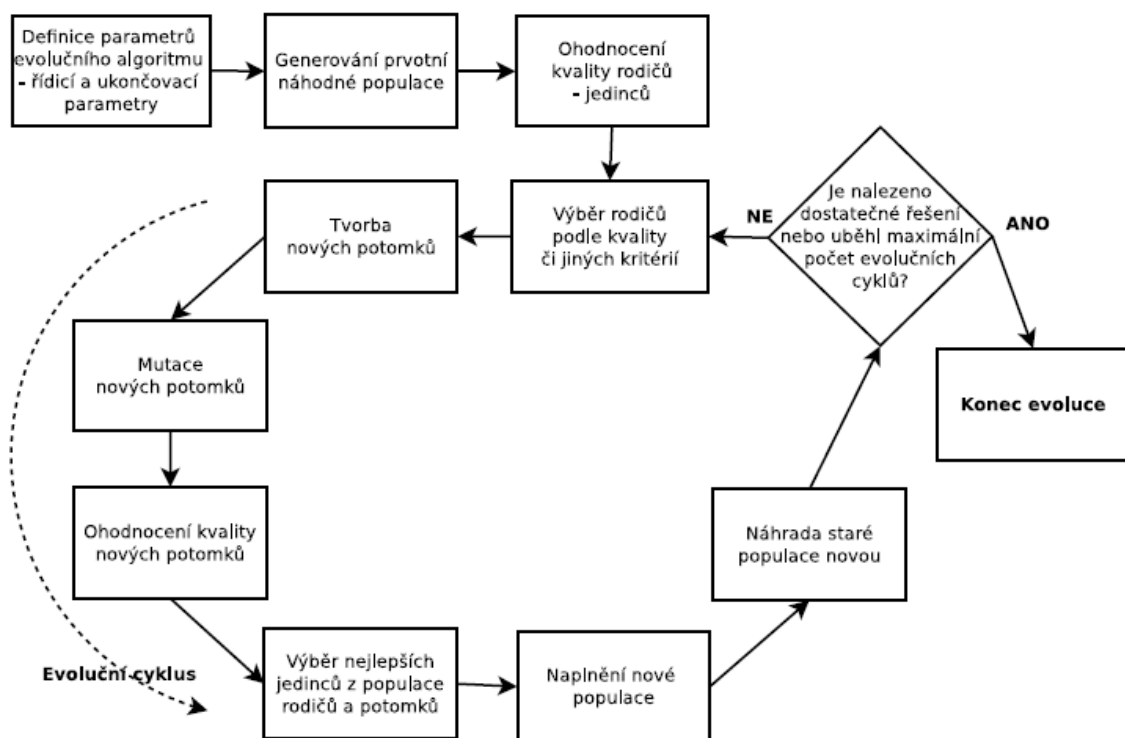 Definice parametrů
evolučního algoritmu
- řídicí a ukončovací
parametry
Generování prvotní
náhodné populace
Ohodnocení
kvality rodičů
- jedinců
Výběr rodičů
podle kvality
či jiných kritérií
Tvorba
nových potomků
Mutace
nových potomků
Ohodnocení kvality
nových potomků
Evoluční cyklus
Výběr nejlepších
jedinců z populace
rodičů a potomků
Naplnění nové
populace
Náhrada staré
populace novou
Je nalezeno
dostatečné řešení
nebo uběhl maximální
počet evolučních
cyklů?
NE
ANO
Konec evoluce